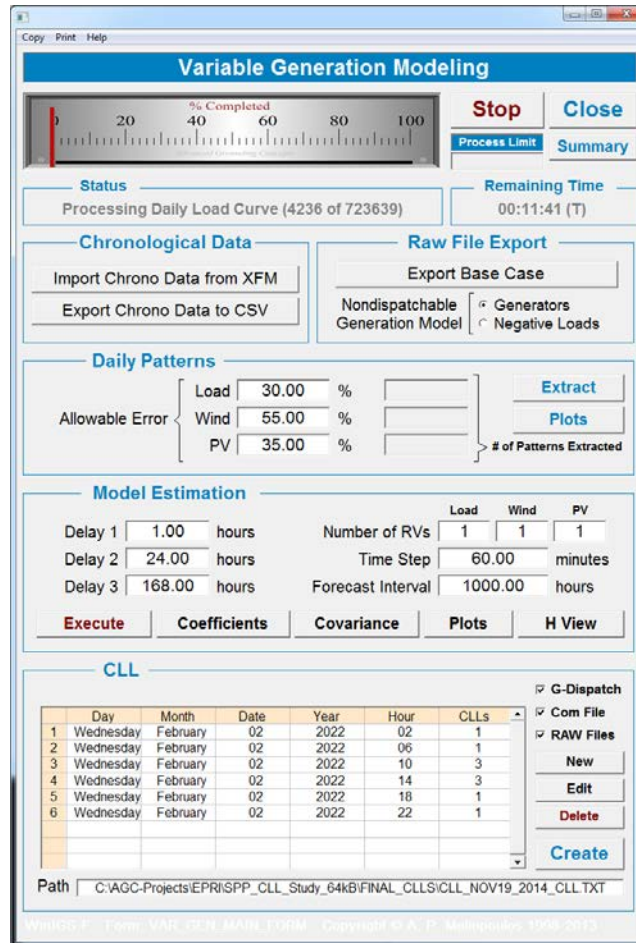 Copy Print Help
Variable Generation Modeling
% Completed
20 40 60 80 100
Stop
Close
Process Limit
Summary
Status
Processing Daily Load Curve (4236 of 723639)
Remaining Time
00:11:41 (T)
Chronological Data
Import Chrono Data from XFM
Export Chrono Data to CSV
Raw File Export
Export Base Case
Nondispatchable
Generation Model
Generators
Negative Loads
Daily Patterns
Allowable Error
Load 30.00 %
Wind 55.00 %
PV 35.00 %
Extract
Plots
# of Patterns Extracted
Model Estimation
Delay 1 1.00 hours
Delay 2 24.00 hours
Delay 3 168.00 hours
Load Wind PV
Number of RVs 1 1 1
Time Step 60.00 minutes
Forecast Interval 1000.00 hours
Execute Coefficients Covariance Plots H View
CLL
Day Month Date Year Hour CLLs
1 Wednesday February 02 2022 02 1
2 Wednesday February 02 2022 06 1
3 Wednesday February 02 2022 10 3
4 Wednesday February 02 2022 14 3
5 Wednesday February 02 2022 18 1
6 Wednesday February 02 2022 22 1
G-Dispatch
Com File
RAW Files
New
Edit
Delete
Create
Path C:\AGC-Projects\EPRI\SPP_CLL_Study_64kB\FINAL_CLLS\CLL_NOV19_2014_CLL.TXT
Form: VAR_GEN_MAIN_FORM Copyright © A. P. Meliopoulos 1998-2013